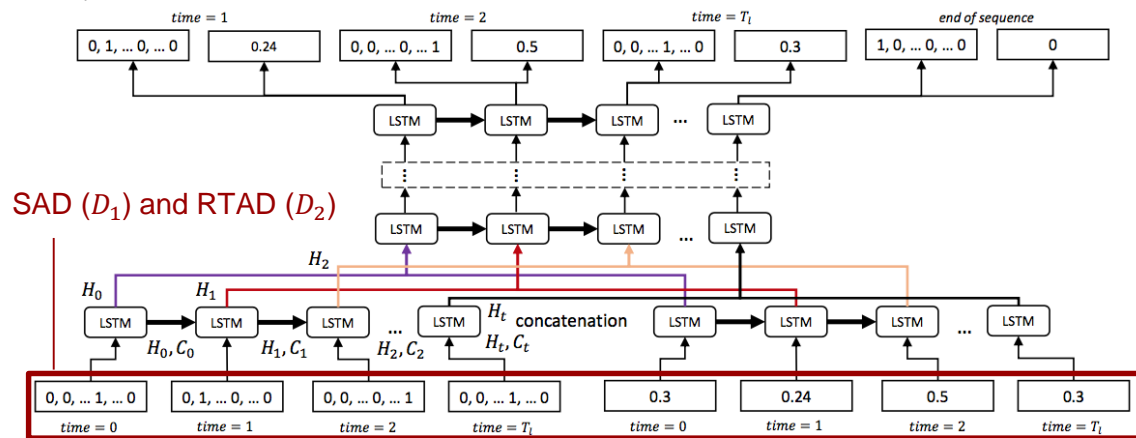 time = 1 time = 2 time = T_l end of sequence
0, 1, ... 0, ... 0 0.24 0, 0, ... 0, ... 1 0.5 0, 0, ... 1, ... 0 0.3 1, 0, ... 0, ... 0 0
LSTM LSTM LSTM ... LSTM
⋮ ⋮ ⋮
SAD (D_1) and RTAD (D_2)
LSTM LSTM LSTM ... LSTM
H_2
H_0 H_1
LSTM LSTM LSTM ... LSTM H_t concatenation LSTM LSTM LSTM ... LSTM
H_0, C_0 H_1, C_1 H_2, C_2 H_t, C_t
0, 0, ... 1, ... 0 0, 1, ... 0, ... 0 0, 0, ... 0, ... 1 0, 0, ... 1, ... 0 0.3 0.24 0.5 0.3
time = 0 time = 1 time = 2 time = T_l time = 0 time = 1 time = 2 time = T_l